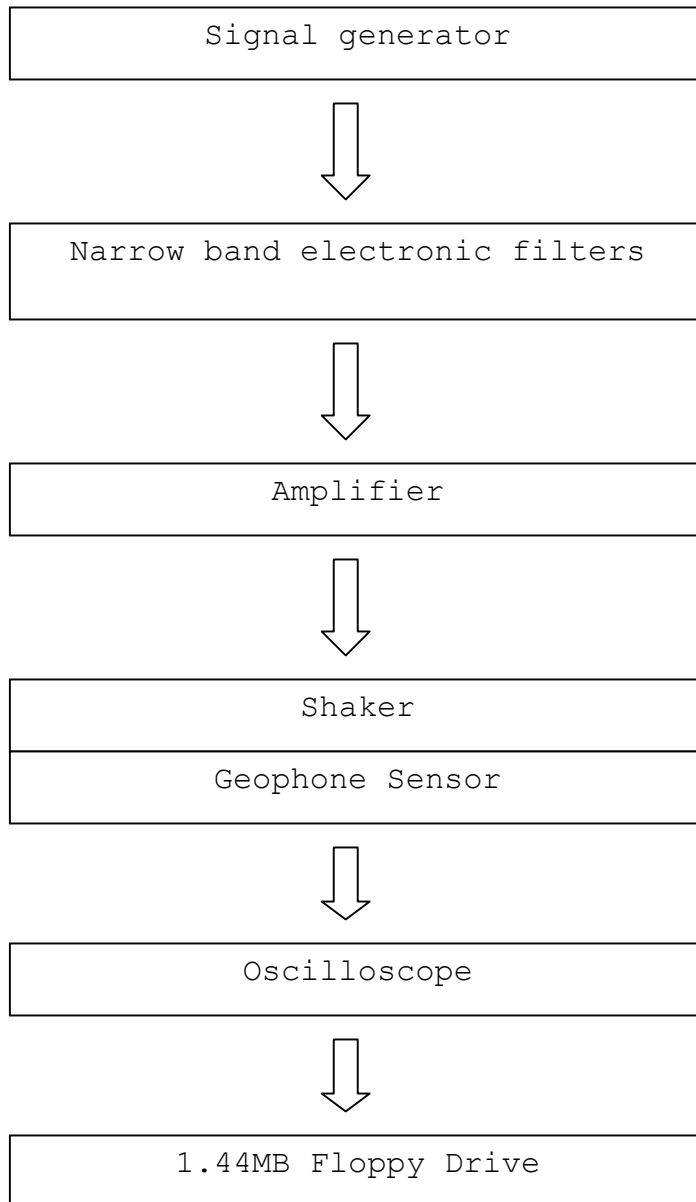 Signal generator
Narrow band electronic filters
Amplifier
Shaker
Geophone Sensor
Oscilloscope
1.44MB Floppy Drive